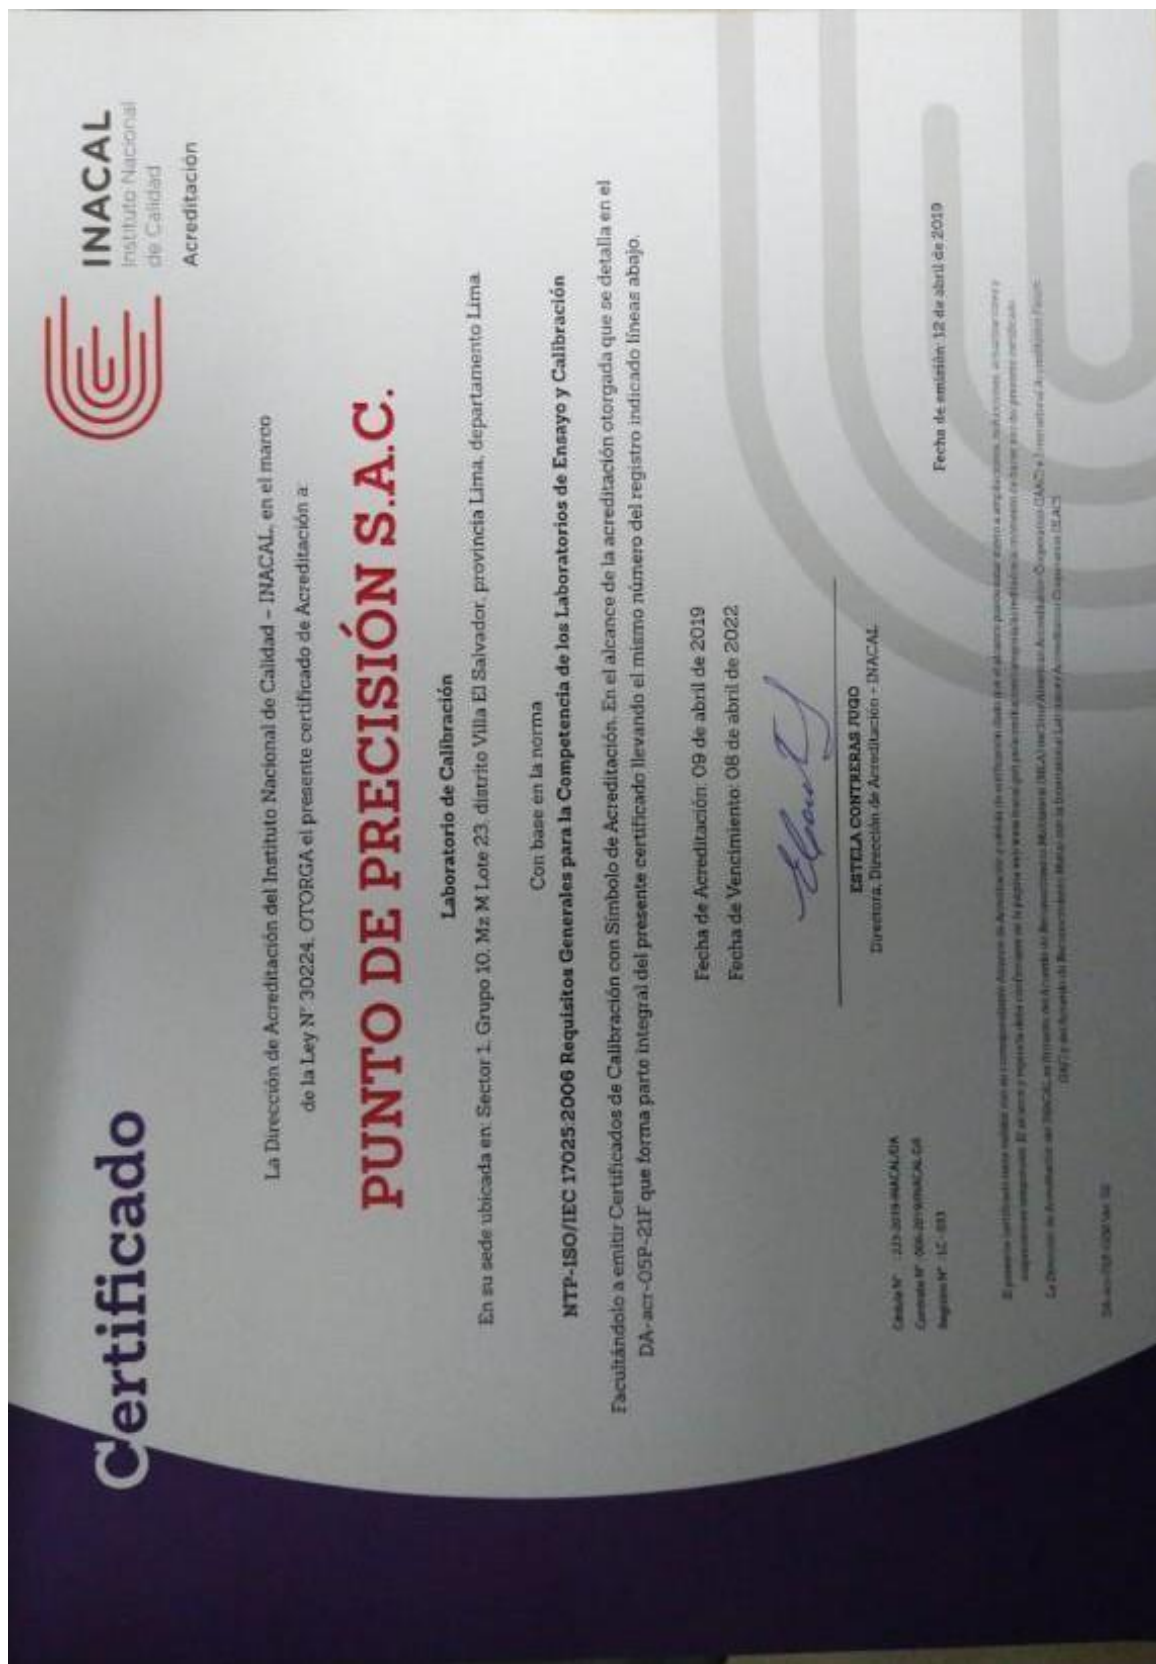 Certificado
INACAL
Instituto Nacional
de Calidad
Acreditación
La Dirección de Acreditación del Instituto Nacional de Calidad – INACAL, en el marco
de la Ley N° 30224, OTORGA el presente certificado de Acreditación a:
PUNTO DE PRECISIÓN S.A.C.
Laboratorio de Calibración
En su sede ubicada en: Sector 1, Grupo 10, Mz M Lote 23, distrito Villa El Salvador, provincia Lima, departamento Lima.
Con base en la norma
NTP-ISO/IEC 17025:2006 Requisitos Generales para la Competencia de los Laboratorios de Ensayo y Calibración
Facultándolo a emitir Certificados de Calibración con Símbolo de Acreditación. En el alcance de la acreditación otorgada que se detalla en el
DA-acr-05P-21F que forma parte integral del presente certificado llevando el mismo número del registro indicado líneas abajo.
Fecha de Acreditación: 09 de abril de 2019
Fecha de Vencimiento: 08 de abril de 2022
ESTELA CONTRERAS JUGO
Directora, Dirección de Acreditación - INACAL
Cédula N° :
Contrato N° :
Registro N° : LC - 033
Fecha de emisión: 12 de abril de 2019